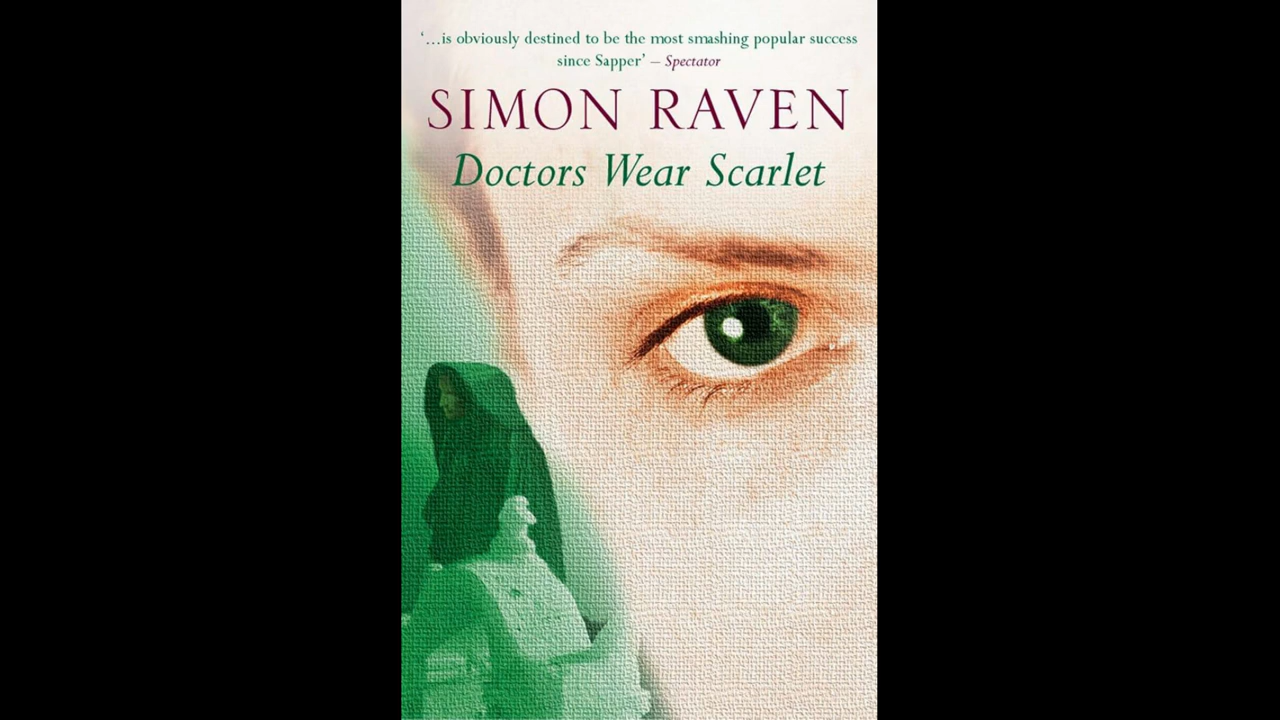 ‘...is obviously destined to be the most smashing popular success
since Sapper’ – Spectator
SIMON RAVEN
Doctors Wear Scarlet